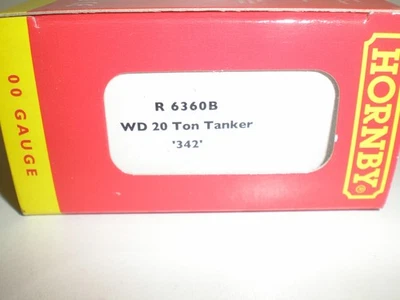 00 GAUGE
R 6360B
WD 20 Ton Tanker
'342'
HORNBY